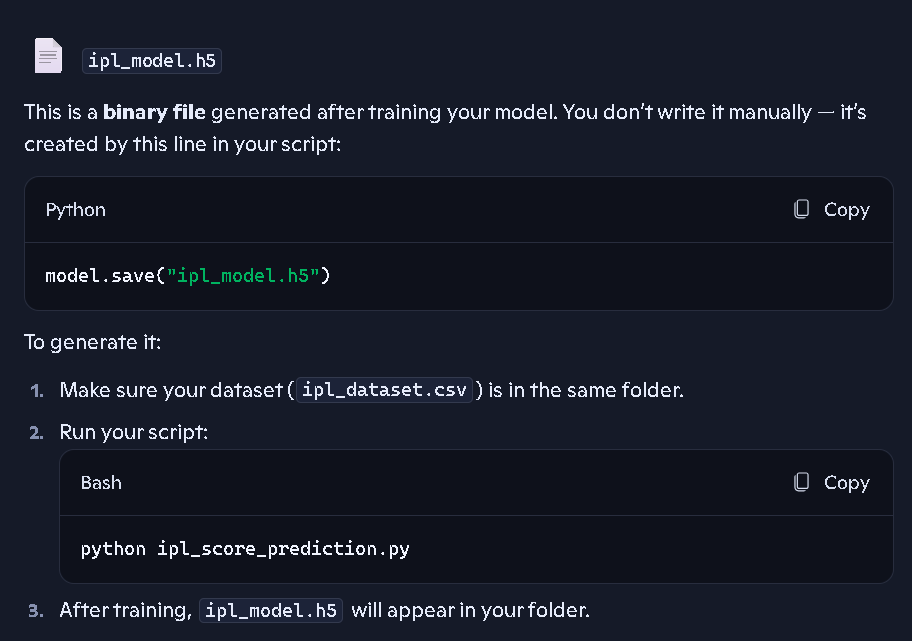 ipl_model.h5
This is a binary file generated after training your model. You don't write it manually — it's
created by this line in your script:
Python
Copy
model.save("ipl_model.h5")
To generate it:
1. Make sure your dataset (ipl_dataset.csv) is in the same folder.
2. Run your script:
Bash
Copy
python ipl_score_prediction.py
3. After training, ipl_model.h5 will appear in your folder.